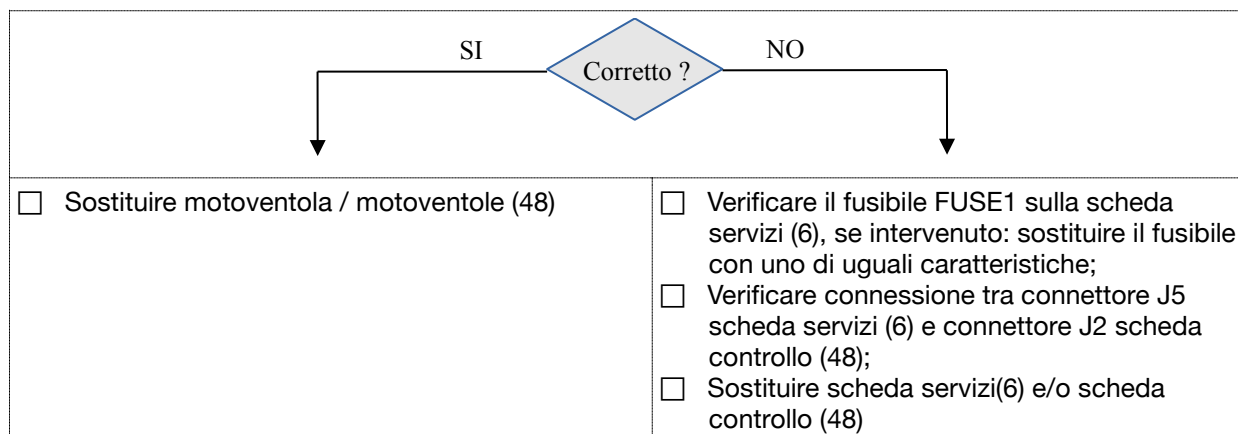 SI
NO
Corretto ?
☐ Sostituire motoventola / motoventole (48)
☐ Verificare il fusibile FUSE1 sulla scheda
servizi (6), se intervenuto: sostituire il fusibile
con uno di uguali caratteristiche;
☐ Verificare connessione tra connettore J5
scheda servizi (6) e connettore J2 scheda
controllo (48);
☐ Sostituire scheda servizi(6) e/o scheda
controllo (48)